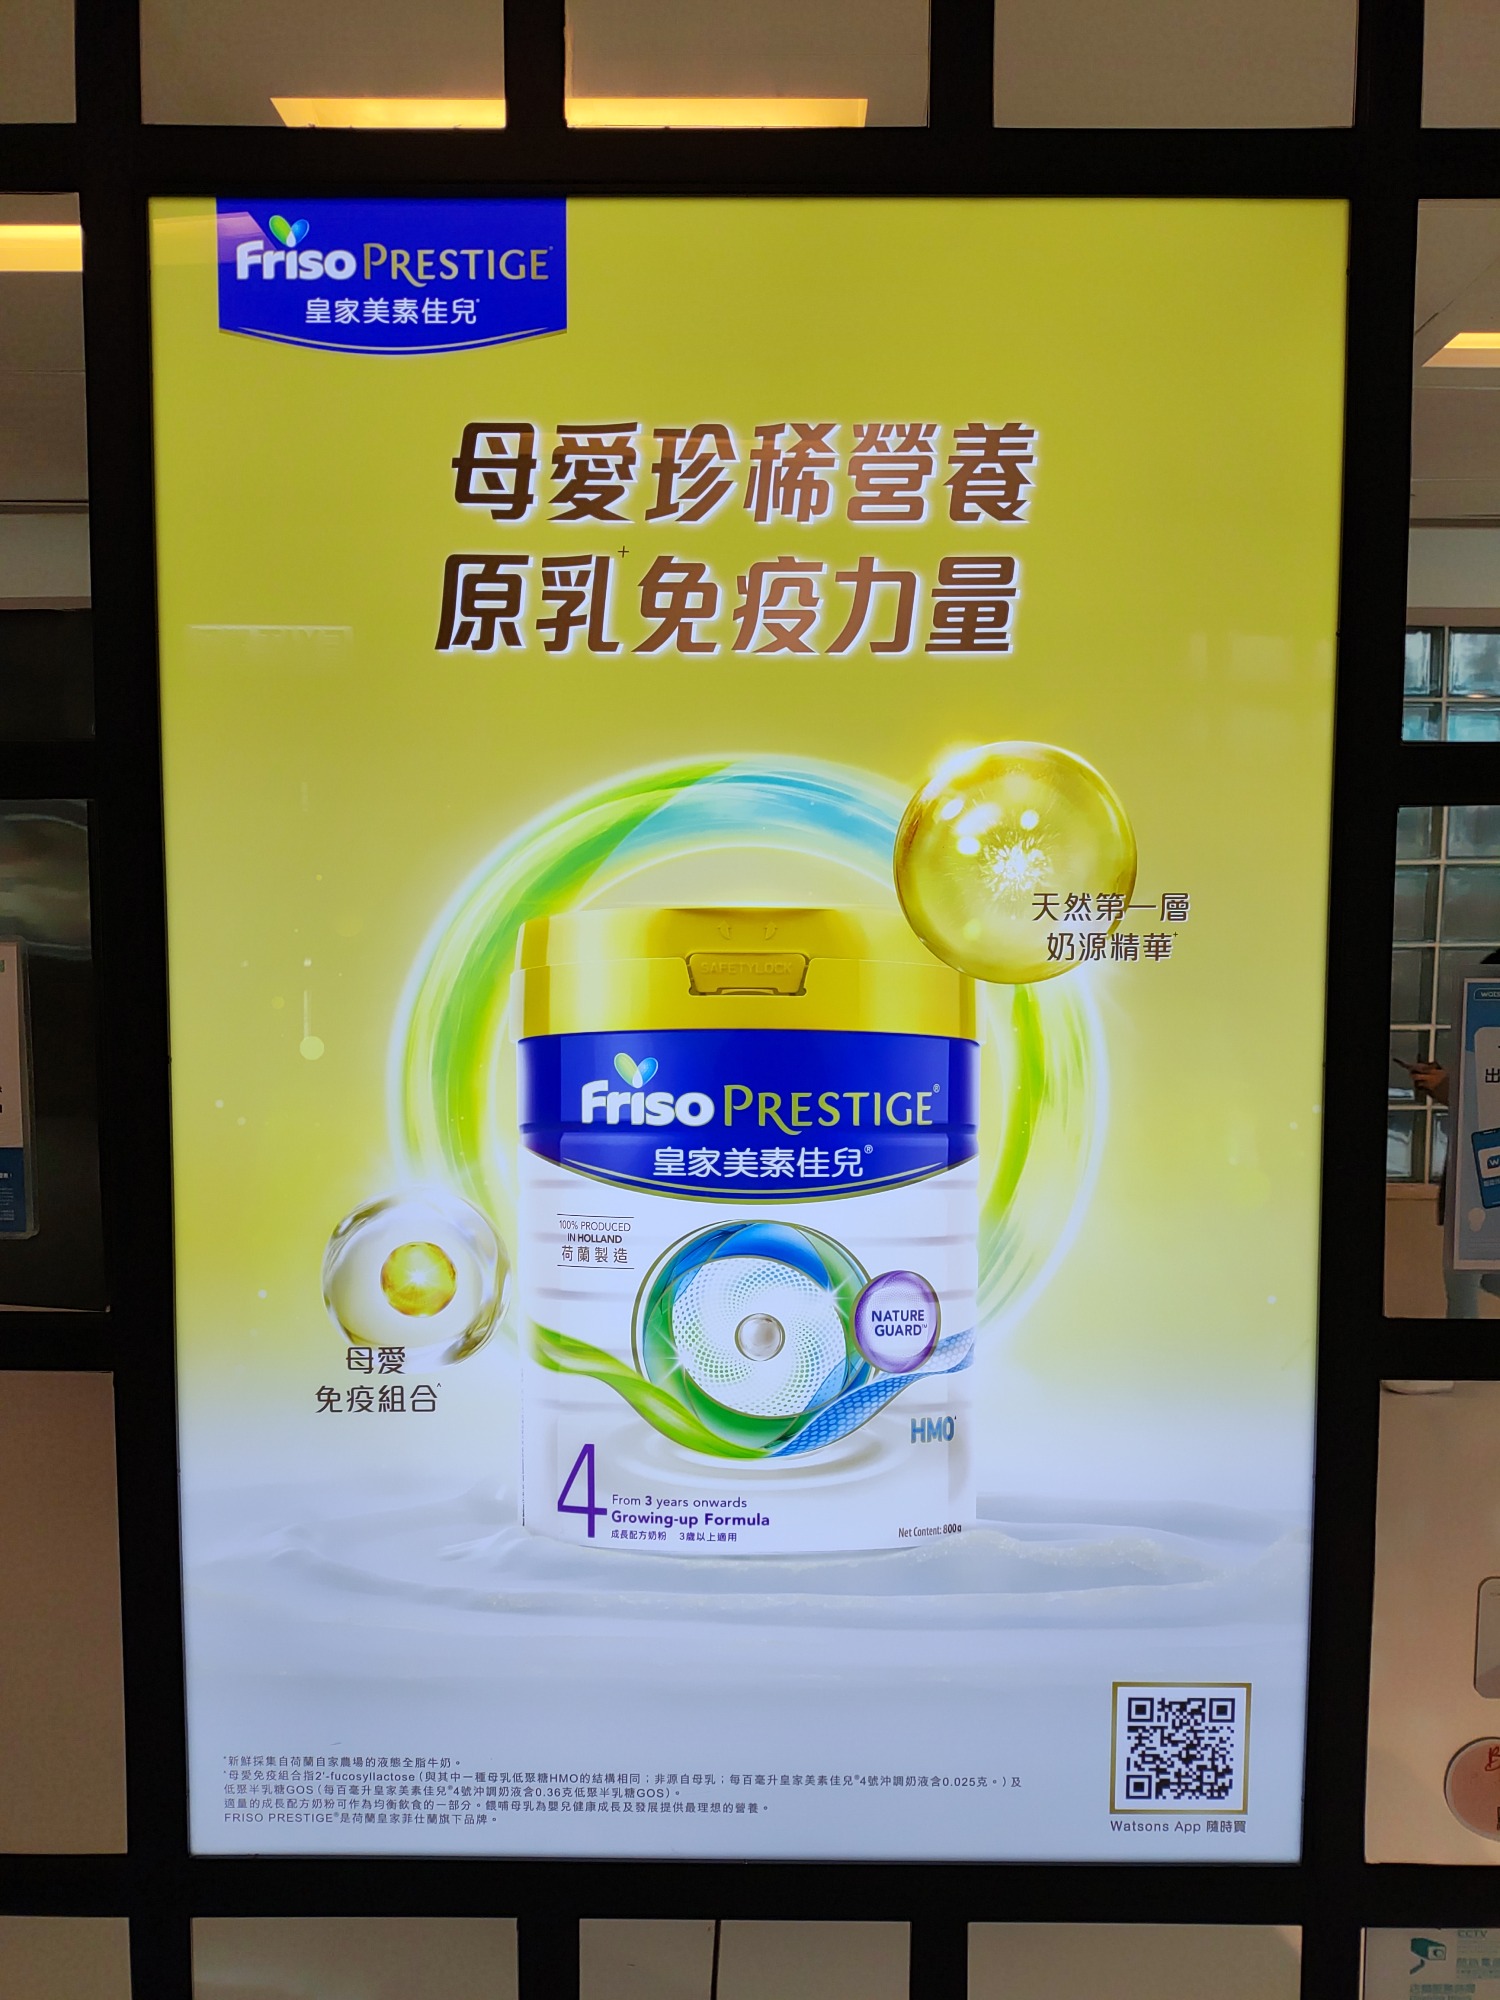 Friso PRESTIGE
皇家美素佳兒
母愛珍稀營養
原乳+免疫力量
天然第一層
奶源精華+
SAFETYLOCK
Friso PRESTIGE®
皇家美素佳兒®
100% PRODUCED
IN HOLLAND
荷蘭製造
NATURE
GUARD™
母愛
免疫組合^
HMO
4
From 3 years onwards
Growing-up Formula
成長配方奶粉 3歲以上適用
Net Content: 800g
+新鮮採集自荷蘭自家農場的液態全脂牛奶。
^母愛免疫組合指2'-fucosyllactose(與其中一種母乳低聚糖HMO的結構相同；非源自母乳；每百毫升皇家美素佳兒®4號沖調奶液含0.025克。)及
低聚半乳糖GOS(每百毫升皇家美素佳兒®4號沖調奶液含0.36克低聚半乳糖GOS)。
適量的成長配方奶粉可作為均衡飲食的一部分。餵哺母乳為嬰兒健康成長及發展提供最理想的營養。
FRISO PRESTIGE®是荷蘭皇家菲仕蘭旗下品牌。
Watsons App 隨時買
出
CCTV